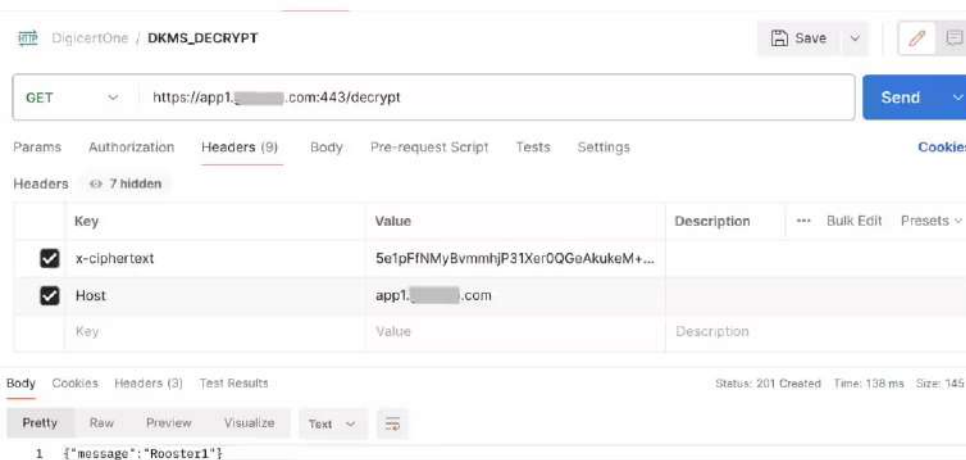 HTTP DigicertOne / DKMS_DECRYPT
Save
GET https://app1. .com:443/decrypt
Send
Params Authorization Headers (9) Body Pre-request Script Tests Settings Cookies
Headers 7 hidden
Key Value Description Bulk Edit Presets
x-ciphertext 5e1pFfNMyBvmmhjP31Xer0QGeAkukeM+...
Host app1. .com
Key Value Description
Body Cookies Headers (3) Test Results Status: 201 Created Time: 138 ms Size: 145
Pretty Raw Preview Visualize Text
1 {"message":"Rooster1"}